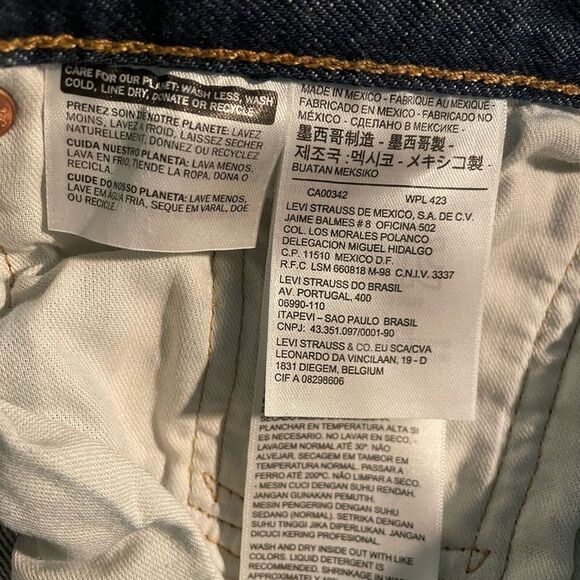 CARE FOR OUR PLANET: WASH LESS, WASH
COLD, LINE DRY, DONATE OR RECYCLE
PRENEZ SOIN DE NOTRE PLANETE: LAVEZ
MOINS, LAVEZ À FROID, LAISSEZ SECHER
NATURELLEMENT, DONNEZ OU RECYCLEZ
CUIDA NUESTRO PLANETA: LAVA MENOS,
LAVA EN FRIO, TIENDE LA ROPA, DONA O
RECICLA.
CUIDE DO NOSSO PLANETA: LAVE MENOS,
LAVE EM ÁGUA FRIA, SEQUE EM VARAL, DOE
OU RECICLE
MADE IN MEXICO - FABRIQUE AU MEXIQUE -
FABRICADO EN MEXICO - FABRICADO NO
MÉXICO - СДЕЛАНО В МЕКСИКЕ -
墨西哥制造 - 墨西哥製 -
제조국 :멕시코 - メキシコ製 -
BUATAN MEKSIKO
CA00342 WPL 423
LEVI STRAUSS DE MEXICO, S.A. DE C.V.
JAIME BALMES # 8 OFICINA 502
COL. LOS MORALES POLANCO
DELEGACION MIGUEL HIDALGO
C.P. 11510 MEXICO D.F.
R.F.C. LSM 660818 M-98 C.N.I.V. 3337
LEVI STRAUSS DO BRASIL
AV. PORTUGAL, 400
06990-110
ITAPEVI - SAO PAULO BRASIL
CNPJ: 43.351.097/0001-90
LEVI STRAUSS & CO. EU SCA/CVA
LEONARDO DA VINCILAAN, 19 - D
1831 DIEGEM, BELGIUM
CIF A 08298606
PLANCHAR EN TEMPERATURA ALTA SI
ES NECESARIO. NO LAVAR EN SECO. -
LAVAGEM NORMAL ATÉ 30°. NÃO
ALVEJAR. SECAGEM EM TAMBOR EM
TEMPERATURA NORMAL. PASSAR A
FERRO ATÉ 200ºC. NÃO LIMPAR A SECO.
- MESIN CUCI DENGAN SUHU RENDAH,
JANGAN GUNAKAN PEMUTIH.
MESIN PENGERING DENGAN SUHU
SEDANG (NORMAL). SETRIKA DENGAN
SUHU TINGGI JIKA DIPERLUKAN. JANGAN
DICUCI KERING PROFESIONAL.
WASH AND DRY INSIDE OUT WITH LIKE
COLORS. LIQUID DETERGENT IS
RECOMMENDED.